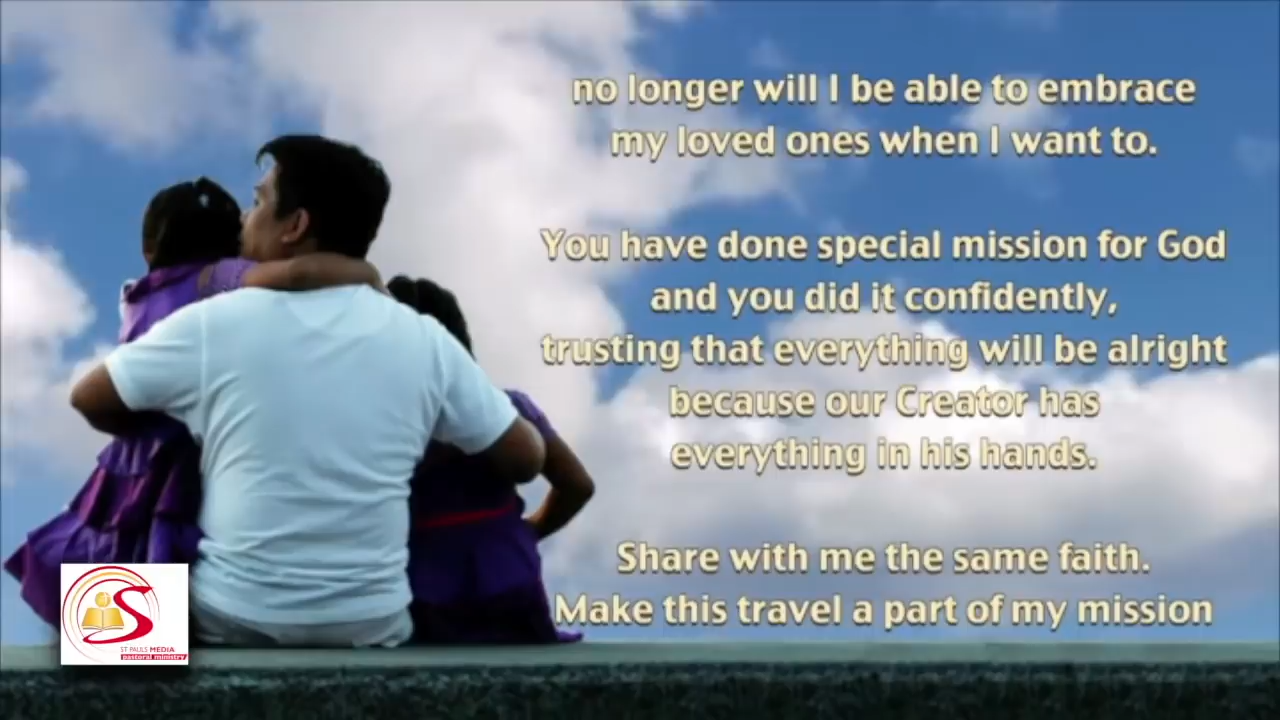 no longer will I be able to embrace
my loved ones when I want to.
You have done special mission for God
and you did it confidently,
trusting that everything will be alright
because our Creator has
everything in his hands.
Share with me the same faith.
Make this travel a part of my mission
S
ST PAULS MEDIA
pastoral ministry